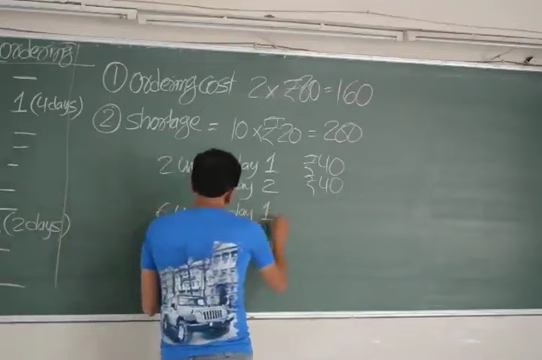 ordering
1 (4days)
(2days)
① ordering cost 2 x ₹80 = 160
② Shortage = 10 x ₹20 = 260
2 day 1 ₹40
day 2 ₹40
day 1